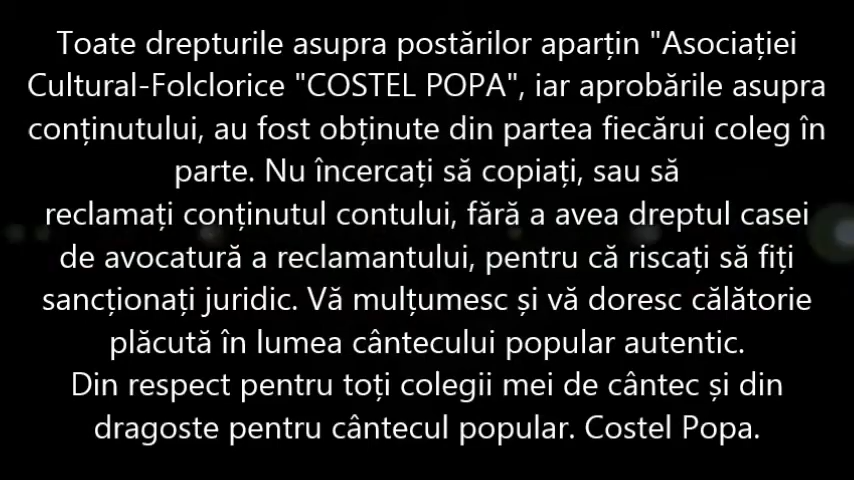 Toate drepturile asupra postărilor aparțin "Asociației
Cultural-Folclorice "COSTEL POPA", iar aprobările asupra
conținutului, au fost obținute din partea fiecărui coleg în
parte. Nu încercați să copiați, sau să
reclamați conținutul contului, fără a avea dreptul casei
de avocatură a reclamantului, pentru că riscați să fiți
sancționați juridic. Vă mulțumesc și vă doresc călătorie
plăcută în lumea cântecului popular autentic.
Din respect pentru toți colegii mei de cântec și din
dragoste pentru cântecul popular. Costel Popa.